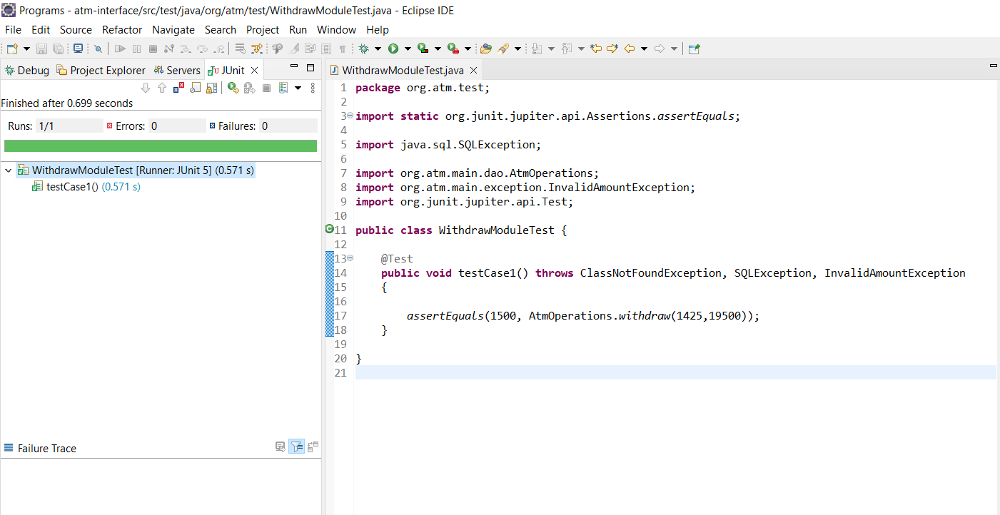 Programs - atm-interface/src/test/java/org/atm/test/WithdrawModuleTest.java - Eclipse IDE
File Edit Source Refactor Navigate Search Project Run Window Help
Debug Project Explorer Servers JUnit
Finished after 0.699 seconds
Runs: 1/1 Errors: 0 Failures: 0
WithdrawModuleTest [Runner: JUnit 5] (0.571 s)
testCase1() (0.571 s)
Failure Trace
WithdrawModuleTest.java
1 package org.atm.test;
2
3 import static org.junit.jupiter.api.Assertions.assertEquals;
4
5 import java.sql.SQLException;
6
7 import org.atm.main.dao.AtmOperations;
8 import org.atm.main.exception.InvalidAmountException;
9 import org.junit.jupiter.api.Test;
10
11 public class WithdrawModuleTest {
12
13 @Test
14 public void testCase1() throws ClassNotFoundException, SQLException, InvalidAmountException
15 {
16
17 assertEquals(1500, AtmOperations.withdraw(1425,19500));
18 }
19
20 }
21